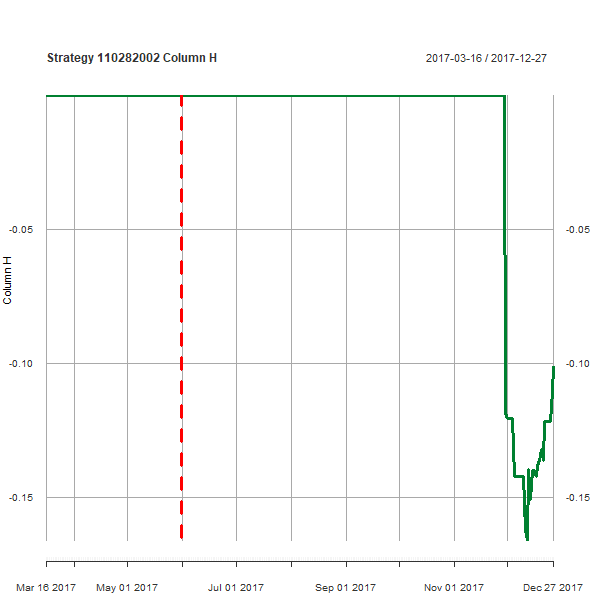 Strategy 110282002 Column H
2017-03-16 / 2017-12-27
-0.05
-0.05
Column H
-0.10
-0.10
-0.15
-0.15
Mar 16 2017
May 01 2017
Jul 01 2017
Sep 01 2017
Nov 01 2017
Dec 27 2017